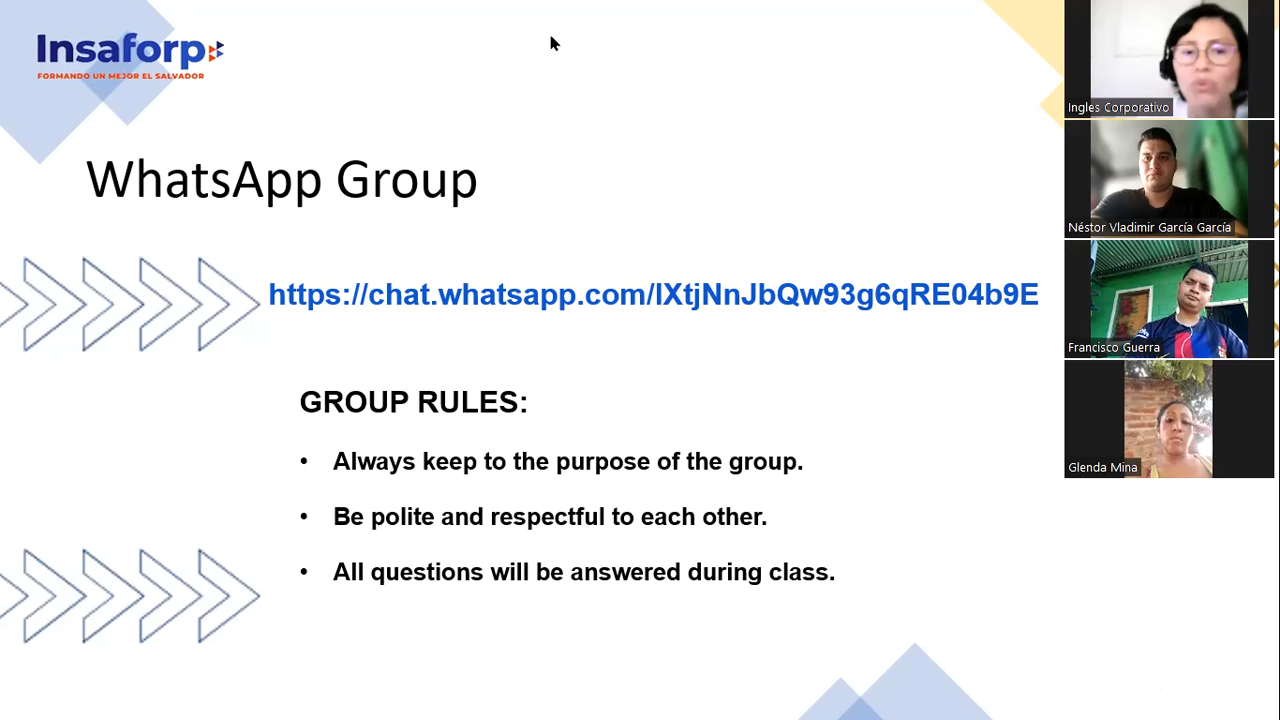 Insaforp
FORMANDO UN MEJOR EL SALVADOR
WhatsApp Group
https://chat.whatsapp.com/IXtjNnJbQw93g6qRE04b9E
GROUP RULES:
• Always keep to the purpose of the group.
• Be polite and respectful to each other.
• All questions will be answered during class.
Ingles Corporativo
Néstor Vladimir García García
Francisco Guerra
Glenda Mina